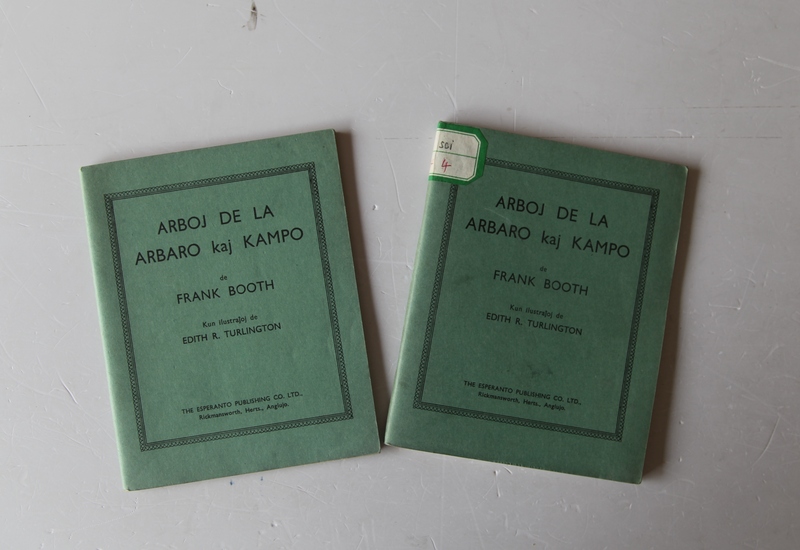 ARBOJ DE LA
ARBARO kaj KAMPO
de
FRANK BOOTH
Kun ilustraĵoj de
EDITH R. TURLINGTON
THE ESPERANTO PUBLISHING CO. LTD.,
Rickmansworth, Herts., Anglujo.
sci
4
ARBOJ DE LA
ARBARO kaj KAMPO
de
FRANK BOOTH
Kun ilustraĵoj de
EDITH R. TURLINGTON
THE ESPERANTO PUBLISHING CO. LTD.,
Rickmansworth, Herts., Anglujo.